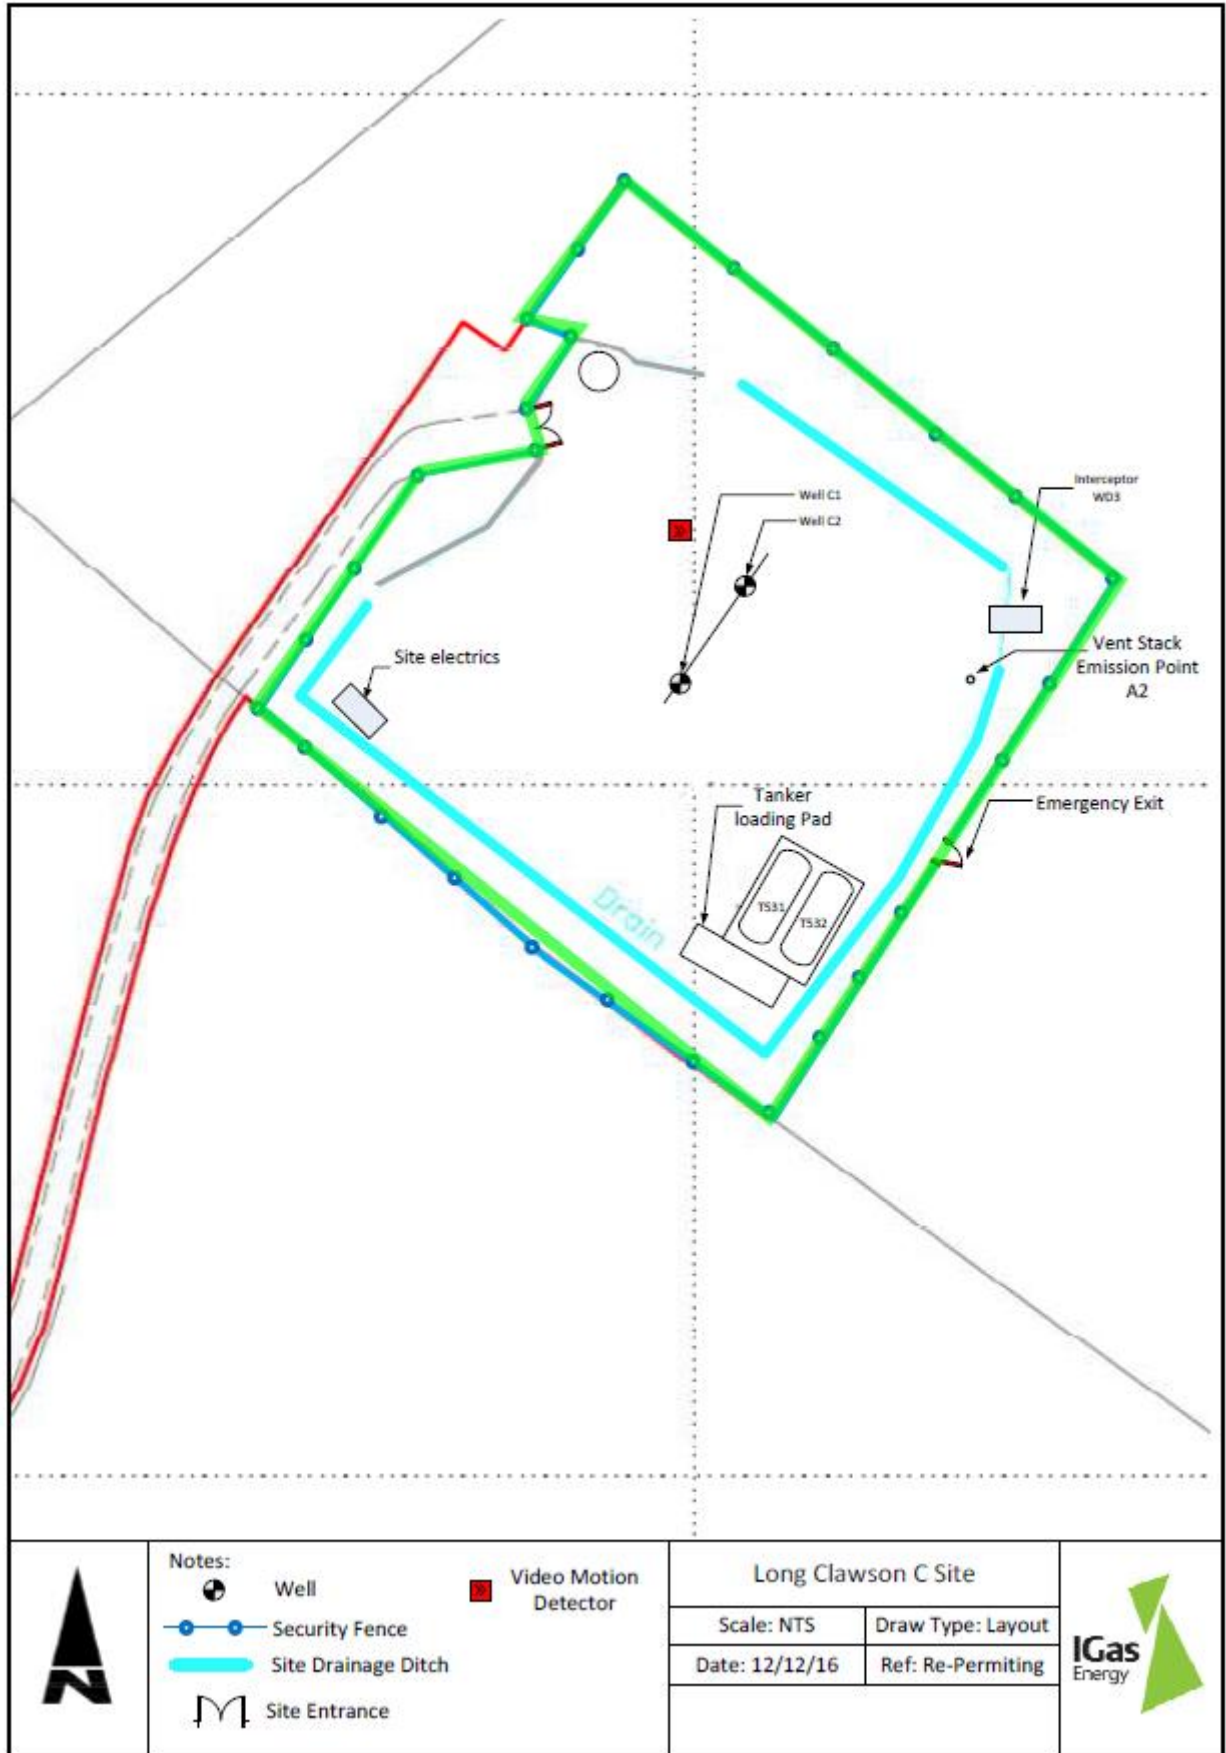 Well C1
Well C2
Interceptor
WD3
Site electrics
Vent Stack
Emission Point
A2
Tanker
loading Pad
Emergency Exit
T531
T532
Drain
Notes:
Well
Video Motion
Detector
Security Fence
Site Drainage Ditch
Site Entrance
N
Long Clawson C Site
Scale: NTS
Draw Type: Layout
Date: 12/12/16
Ref: Re-Permiting
IGas
Energy